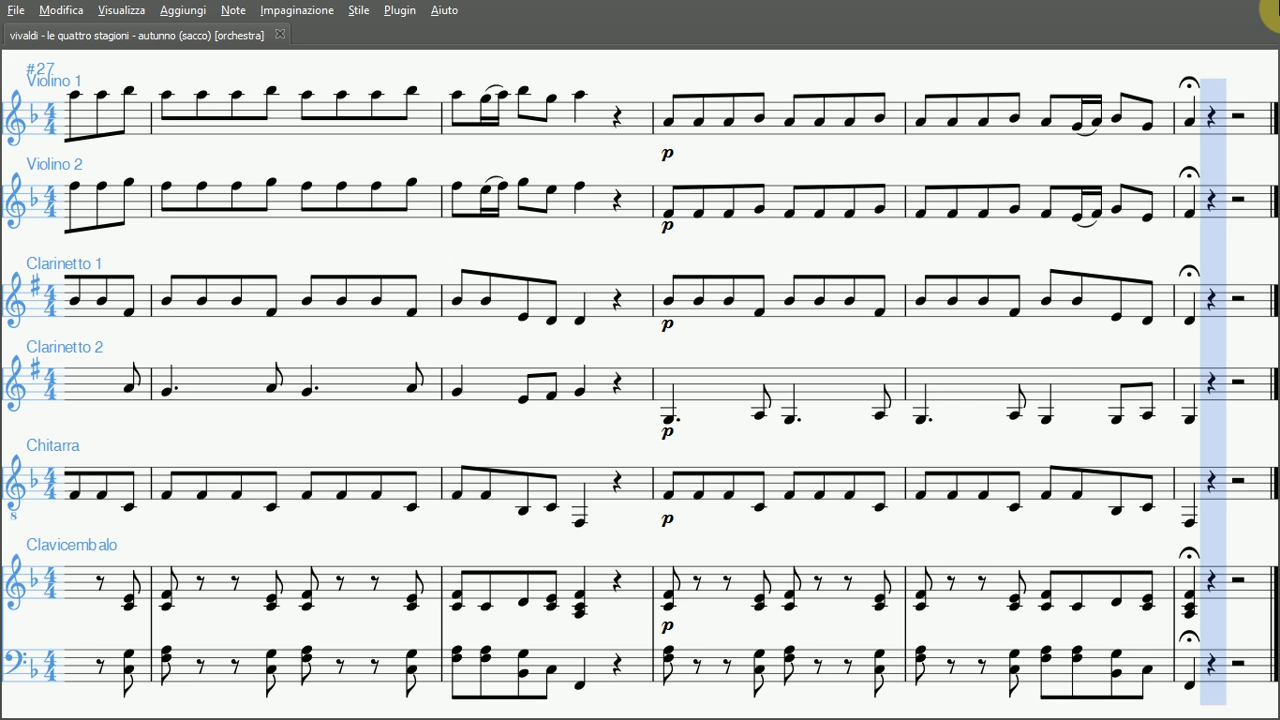 File Modifica Visualizza Aggiungi Note Impaginazione Stile Plugin Aiuto
vivaldi - le quattro stagioni - autunno (sacco) [orchestra]
#27
Violino 1
p
Violino 2
p
Clarinetto 1
p
Clarinetto 2
p
Chitarra
8
p
Clavicembalo
p